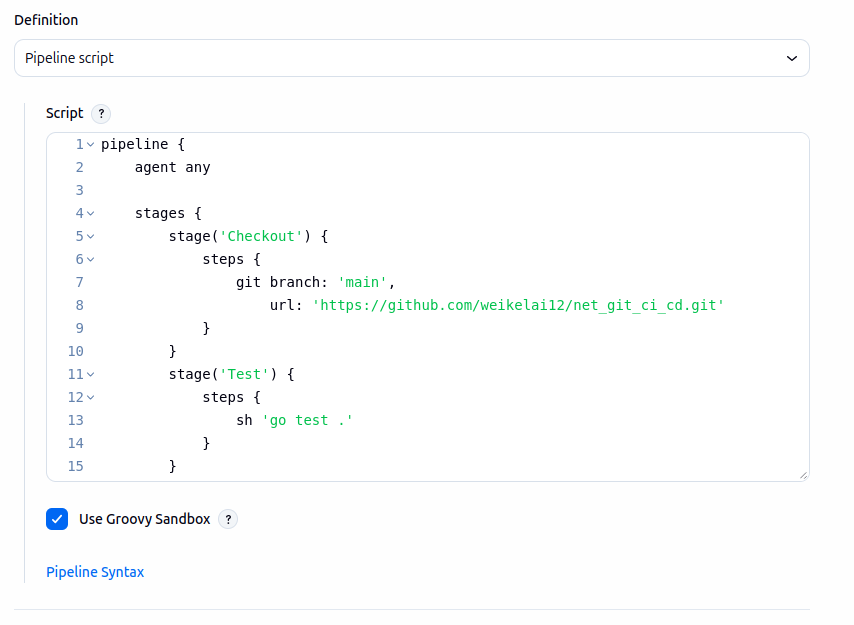 Definition
Pipeline script
Script ?
1 pipeline {
2     agent any
3
4     stages {
5         stage('Checkout') {
6             steps {
7                 git branch: 'main',
8                     url: 'https://github.com/weikelai12/net_git_ci_cd.git'
9             }
10         }
11         stage('Test') {
12             steps {
13                 sh 'go test .'
14             }
15         }
Use Groovy Sandbox ?
Pipeline Syntax